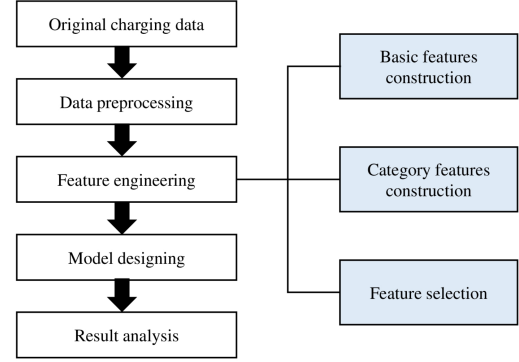 Original charging data
Data preprocessing
Feature engineering
Model designing
Result analysis
Basic features
construction
Category features
construction
Feature selection